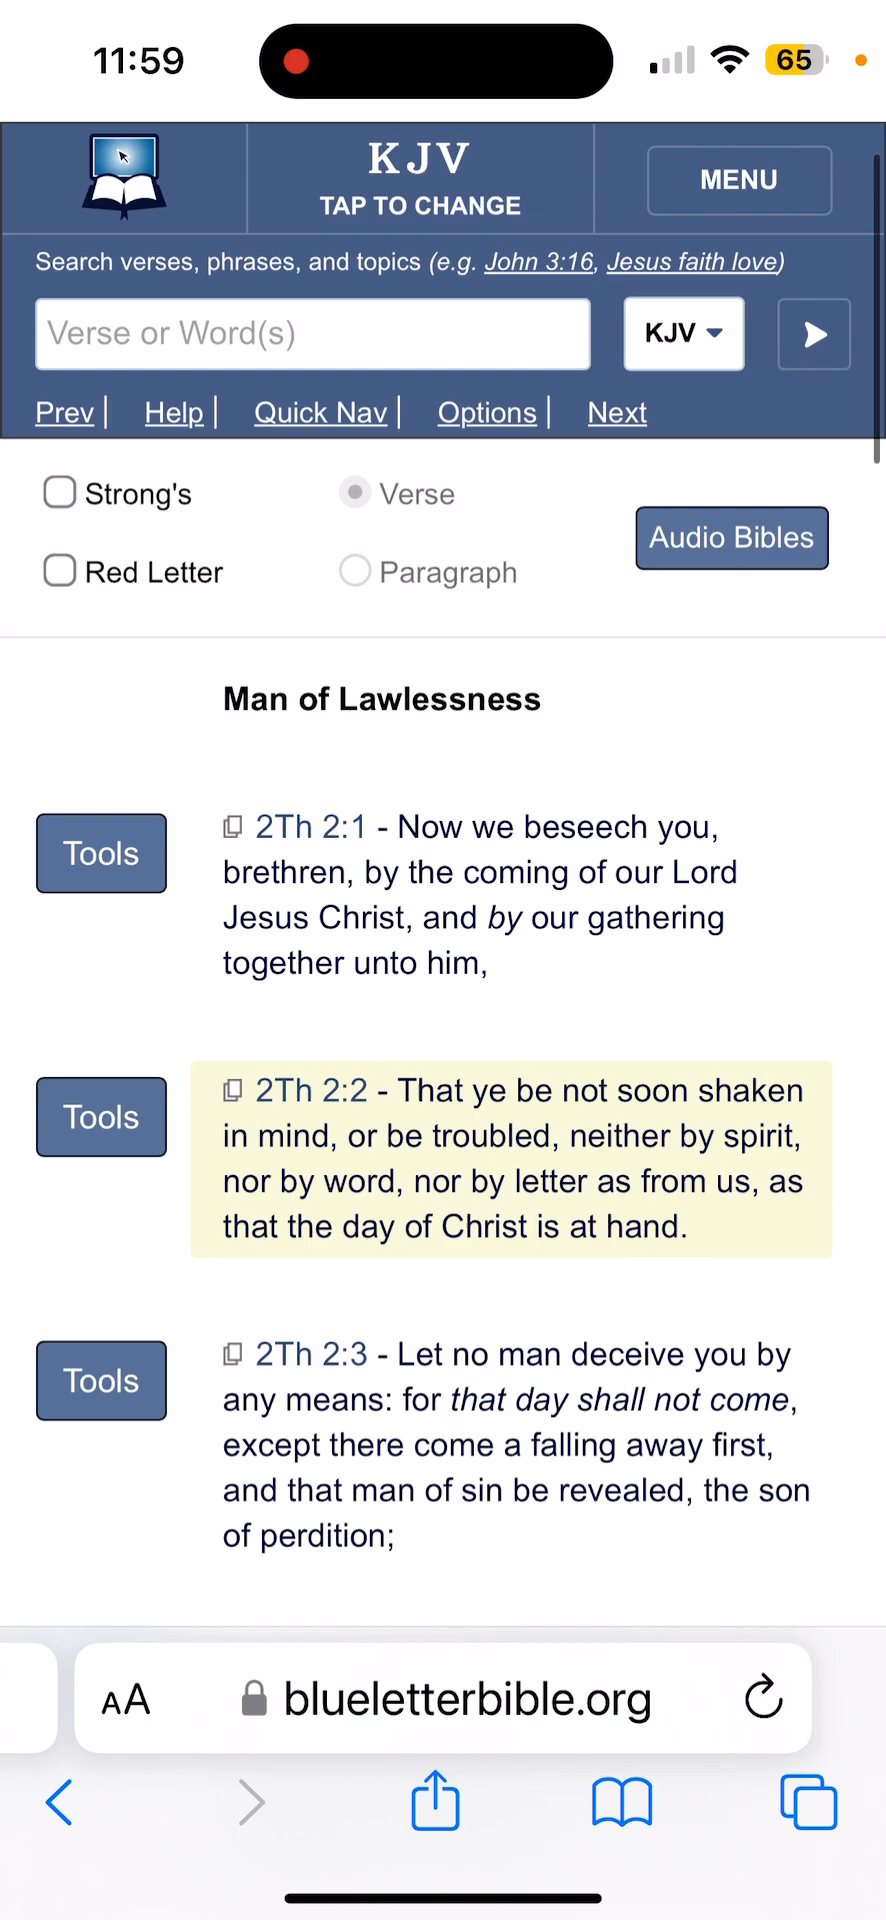 11:59
65
KJV
TAP TO CHANGE
MENU
Search verses, phrases, and topics (e.g. John 3:16, Jesus faith love)
Verse or Word(s)
KJV
Prev | Help | Quick Nav | Options | Next
Strong's
Verse
Audio Bibles
Red Letter
Paragraph
Man of Lawlessness
Tools
2Th 2:1 - Now we beseech you,
brethren, by the coming of our Lord
Jesus Christ, and by our gathering
together unto him,
Tools
2Th 2:2 - That ye be not soon shaken
in mind, or be troubled, neither by spirit,
nor by word, nor by letter as from us, as
that the day of Christ is at hand.
Tools
2Th 2:3 - Let no man deceive you by
any means: for that day shall not come,
except there come a falling away first,
and that man of sin be revealed, the son
of perdition;
AA
blueletterbible.org